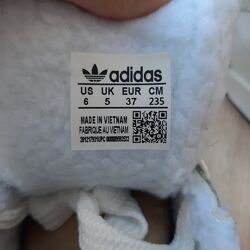 adidas
US UK EUR CM
6 5 37 235
MADE IN VIETNAM
FABRIQUE AU VIETNAM